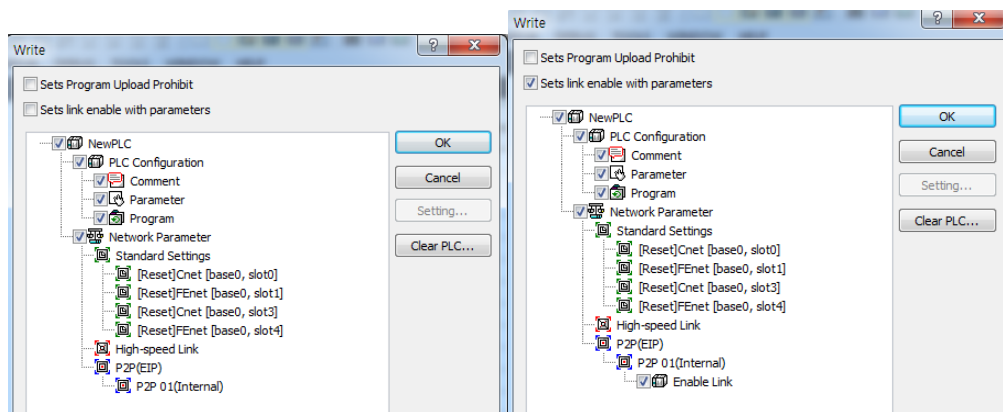 Write
Sets Program Upload Prohibit
Sets link enable with parameters
NewPLC
PLC Configuration
Comment
Parameter
Program
Network Parameter
Standard Settings
[Reset]Cnet [base0, slot0]
[Reset]FEnet [base0, slot1]
[Reset]Cnet [base0, slot3]
[Reset]FEnet [base0, slot4]
High-speed Link
P2P(EIP)
P2P 01(Internal)
OK
Cancel
Setting...
Clear PLC...
Write
Sets Program Upload Prohibit
Sets link enable with parameters
NewPLC
PLC Configuration
Comment
Parameter
Program
Network Parameter
Standard Settings
[Reset]Cnet [base0, slot0]
[Reset]FEnet [base0, slot1]
[Reset]Cnet [base0, slot3]
[Reset]FEnet [base0, slot4]
High-speed Link
P2P(EIP)
P2P 01(Internal)
Enable Link
OK
Cancel
Setting...
Clear PLC...